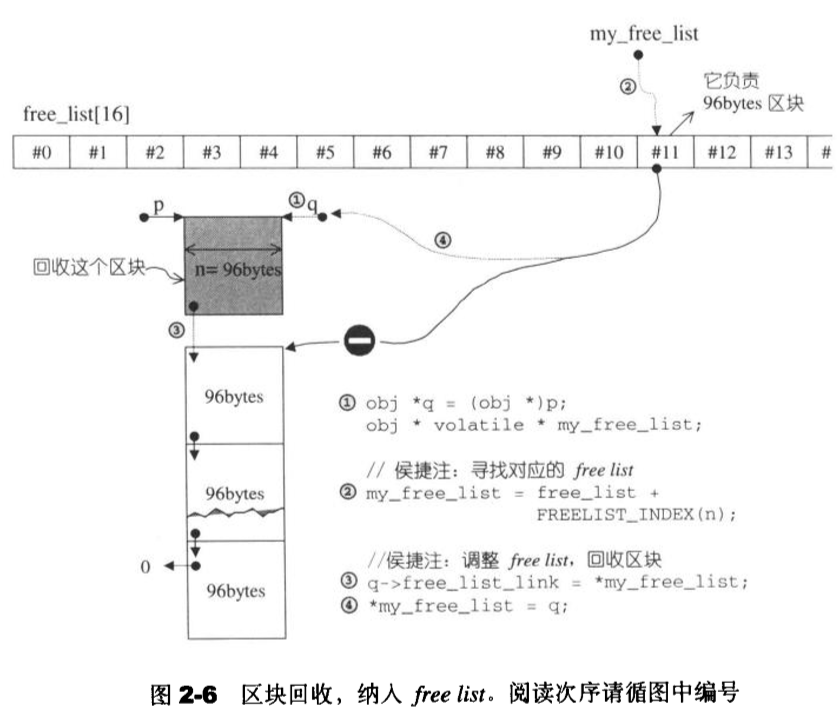 my_free_list
②
它负责
96bytes 区块
free_list[16]
#0 #1 #2 #3 #4 #5 #6 #7 #8 #9 #10 #11 #12 #13 #
p
① q
④
回收这个区块
n= 96bytes
③
96bytes
96bytes
0
96bytes
① obj *q = (obj *)p;
obj * volatile * my_free_list;
// 侯捷注：寻找对应的 free list
② my_free_list = free_list +
FREELIST_INDEX(n);
//侯捷注：调整 free list，回收区块
③ q->free_list_link = *my_free_list;
④ *my_free_list = q;
图 2-6 区块回收，纳入 free list。阅读次序请循图中编号